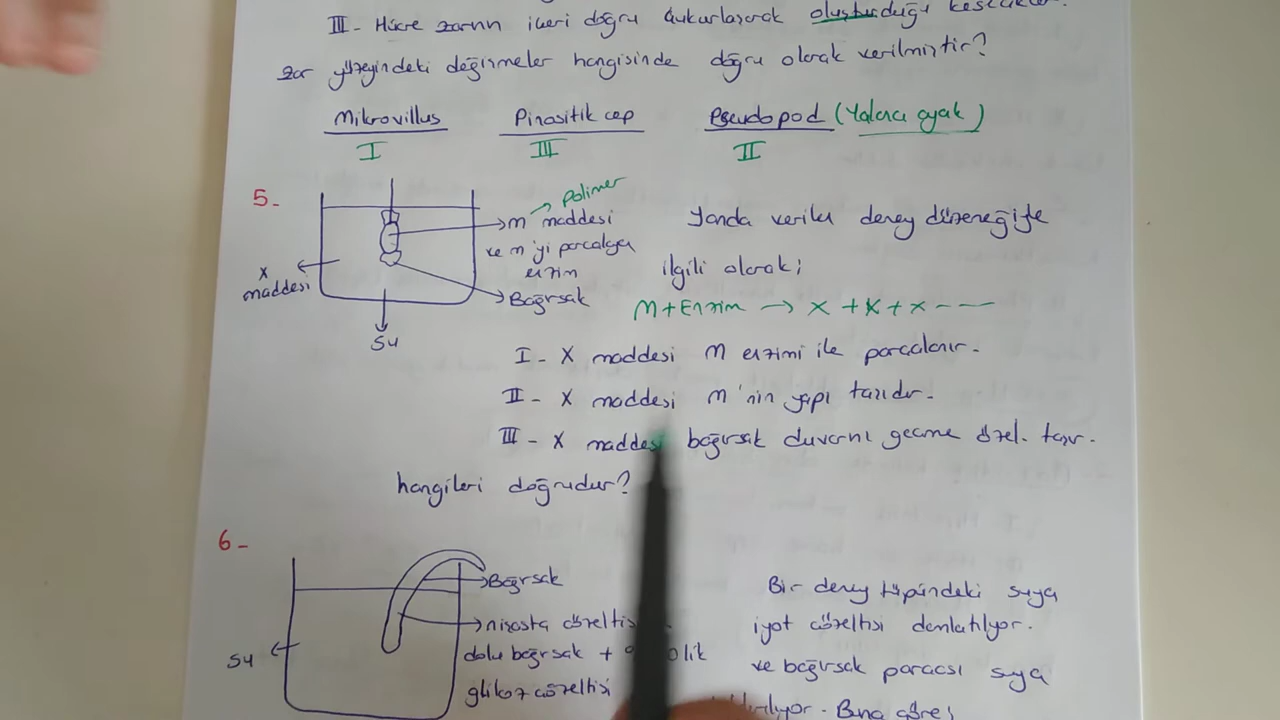 III - Hücre zarının içeri doğru çukurlaşarak oluşturduğu
zar yüzeyindeki değişmeler hangisinde doğru olarak verilmiştir?
Mikrovillus Pinositik cep Pseudopod (Yalancı ayak)
I III II
5- polimer
m maddesi
ve m'yi parçalayan
enzim
Bağırsak
X
maddesi
Su
Yanda verilen deney düzeneğiyle
ilgili olarak;
M+Enzim → X + X + X - - -
I - X maddesi M enzimi ile parçalanır.
II - X maddesi M'nin yapı taşıdır.
III - X maddesi bağırsak duvarını geçme özel. taşır.
hangileri doğrudur?
6-
Bağırsak
nişasta
dolu bağırsak +
glikoz çözeltisi
Su
Bir deney tüpündeki suya
iyot çözeltisi damlatılıyor.
ve bağırsak parçası suya
Buna göre;